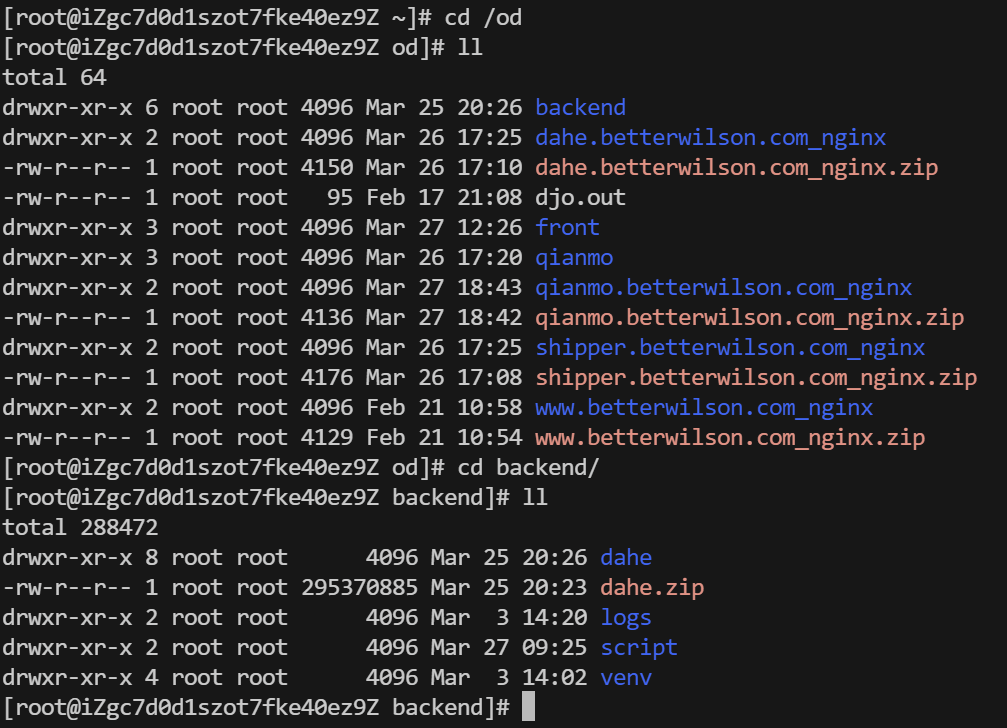 [root@iZgc7d0d1szot7fke40ez9Z ~]# cd /od
[root@iZgc7d0d1szot7fke40ez9Z od]# ll
total 64
drwxr-xr-x 6 root root 4096 Mar 25 20:26 backend
drwxr-xr-x 2 root root 4096 Mar 26 17:25 dahe.betterwilson.com_nginx
-rw-r--r-- 1 root root 4150 Mar 26 17:10 dahe.betterwilson.com_nginx.zip
-rw-r--r-- 1 root root   95 Feb 17 21:08 djo.out
drwxr-xr-x 3 root root 4096 Mar 27 12:26 front
drwxr-xr-x 3 root root 4096 Mar 26 17:20 qianmo
drwxr-xr-x 2 root root 4096 Mar 27 18:43 qianmo.betterwilson.com_nginx
-rw-r--r-- 1 root root 4136 Mar 27 18:42 qianmo.betterwilson.com_nginx.zip
drwxr-xr-x 2 root root 4096 Mar 26 17:25 shipper.betterwilson.com_nginx
-rw-r--r-- 1 root root 4176 Mar 26 17:08 shipper.betterwilson.com_nginx.zip
drwxr-xr-x 2 root root 4096 Feb 21 10:58 www.betterwilson.com_nginx
-rw-r--r-- 1 root root 4129 Feb 21 10:54 www.betterwilson.com_nginx.zip
[root@iZgc7d0d1szot7fke40ez9Z od]# cd backend/
[root@iZgc7d0d1szot7fke40ez9Z backend]# ll
total 288472
drwxr-xr-x 8 root root      4096 Mar 25 20:26 dahe
-rw-r--r-- 1 root root 295370885 Mar 25 20:23 dahe.zip
drwxr-xr-x 2 root root      4096 Mar  3 14:20 logs
drwxr-xr-x 2 root root      4096 Mar 27 09:25 script
drwxr-xr-x 4 root root      4096 Mar  3 14:02 venv
[root@iZgc7d0d1szot7fke40ez9Z backend]#